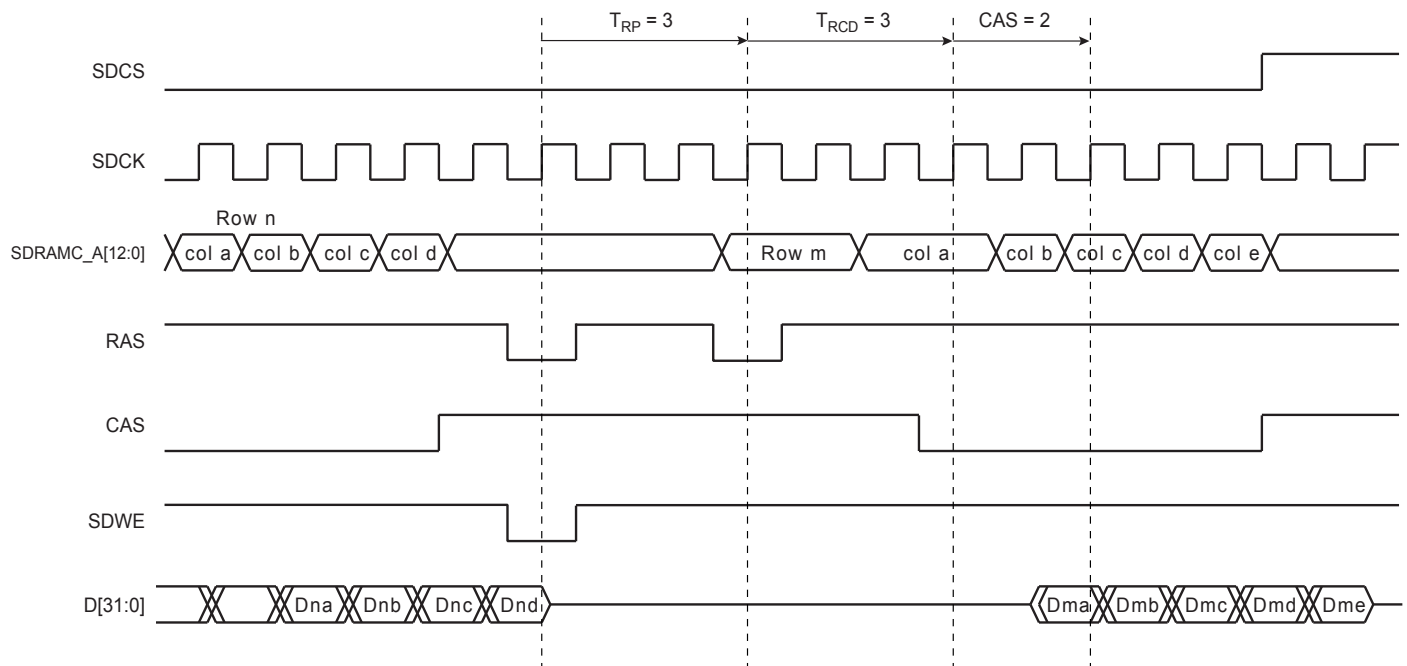 T_RP = 3 T_RCD = 3 CAS = 2
SDCS
SDCK
Row n
SDRAMC_A[12:0] col a col b col c col d Row m col a col b col c col d col e
RAS
CAS
SDWE
D[31:0] Dna Dnb Dnc Dnd Dma Dmb Dmc Dmd Dme